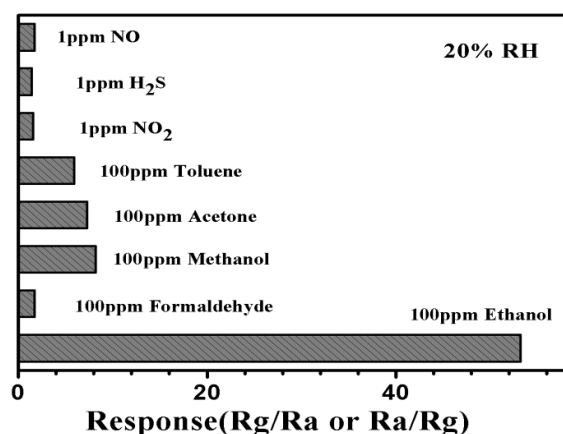 1ppm NO
20% RH
1ppm H₂S
1ppm NO₂
100ppm Toluene
100ppm Acetone
100ppm Methanol
100ppm Formaldehyde
100ppm Ethanol
0 20 40
Response(Rg/Ra or Ra/Rg)